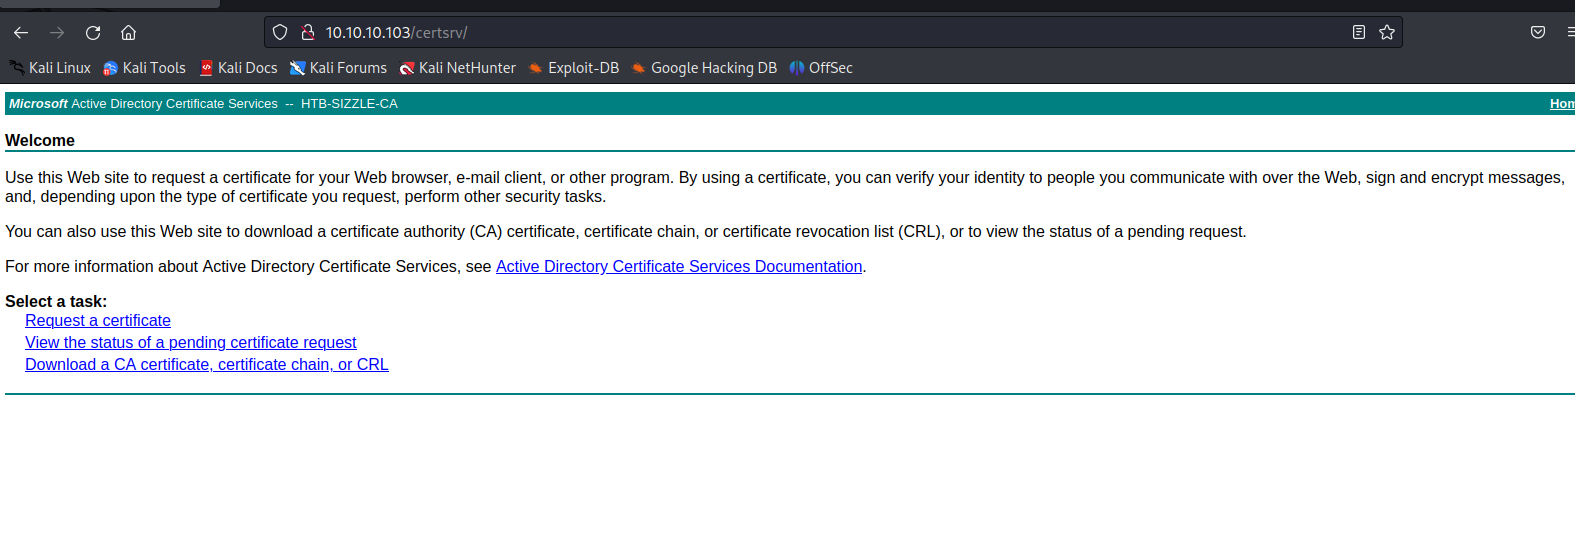 10.10.10.103/certsrv/
Kali Linux Kali Tools Kali Docs Kali Forums Kali NetHunter Exploit-DB Google Hacking DB OffSec
Microsoft Active Directory Certificate Services -- HTB-SIZZLE-CA Hom
Welcome
Use this Web site to request a certificate for your Web browser, e-mail client, or other program. By using a certificate, you can verify your identity to people you communicate with over the Web, sign and encrypt messages,
and, depending upon the type of certificate you request, perform other security tasks.
You can also use this Web site to download a certificate authority (CA) certificate, certificate chain, or certificate revocation list (CRL), or to view the status of a pending request.
For more information about Active Directory Certificate Services, see Active Directory Certificate Services Documentation.
Select a task:
Request a certificate
View the status of a pending certificate request
Download a CA certificate, certificate chain, or CRL